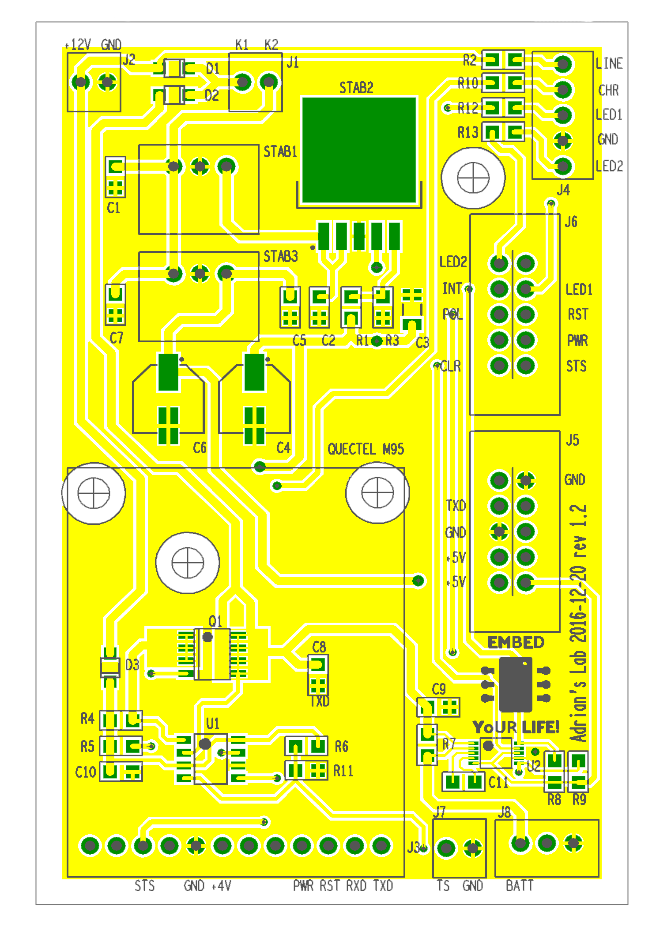 +12V GND
J2
D1
D2
K1 K2
J1
STAB2
R2
R10
R12
R13
LINE
CHR
LED1
GND
LED2
J4
STAB1
C1
STAB3
C7
C5
C2
R1
R3
C3
J6
LED2
INT
POL
CLR
LED1
RST
PWR
STS
C6
C4
QUECTEL M95
J5
GND
TXD
GND
+5V
+5V
Adrian's Lab 2016-12-20 rev 1.2
Q1
D3
C8
TXD
EMBED
YoUR LIFE!
C9
R7
R4
R5
C10
U1
R6
R11
C11
U2
R8
R9
J3
J7
J8
STS
GND
+4V
PWR RST RXD TXD
TS GND
BATT